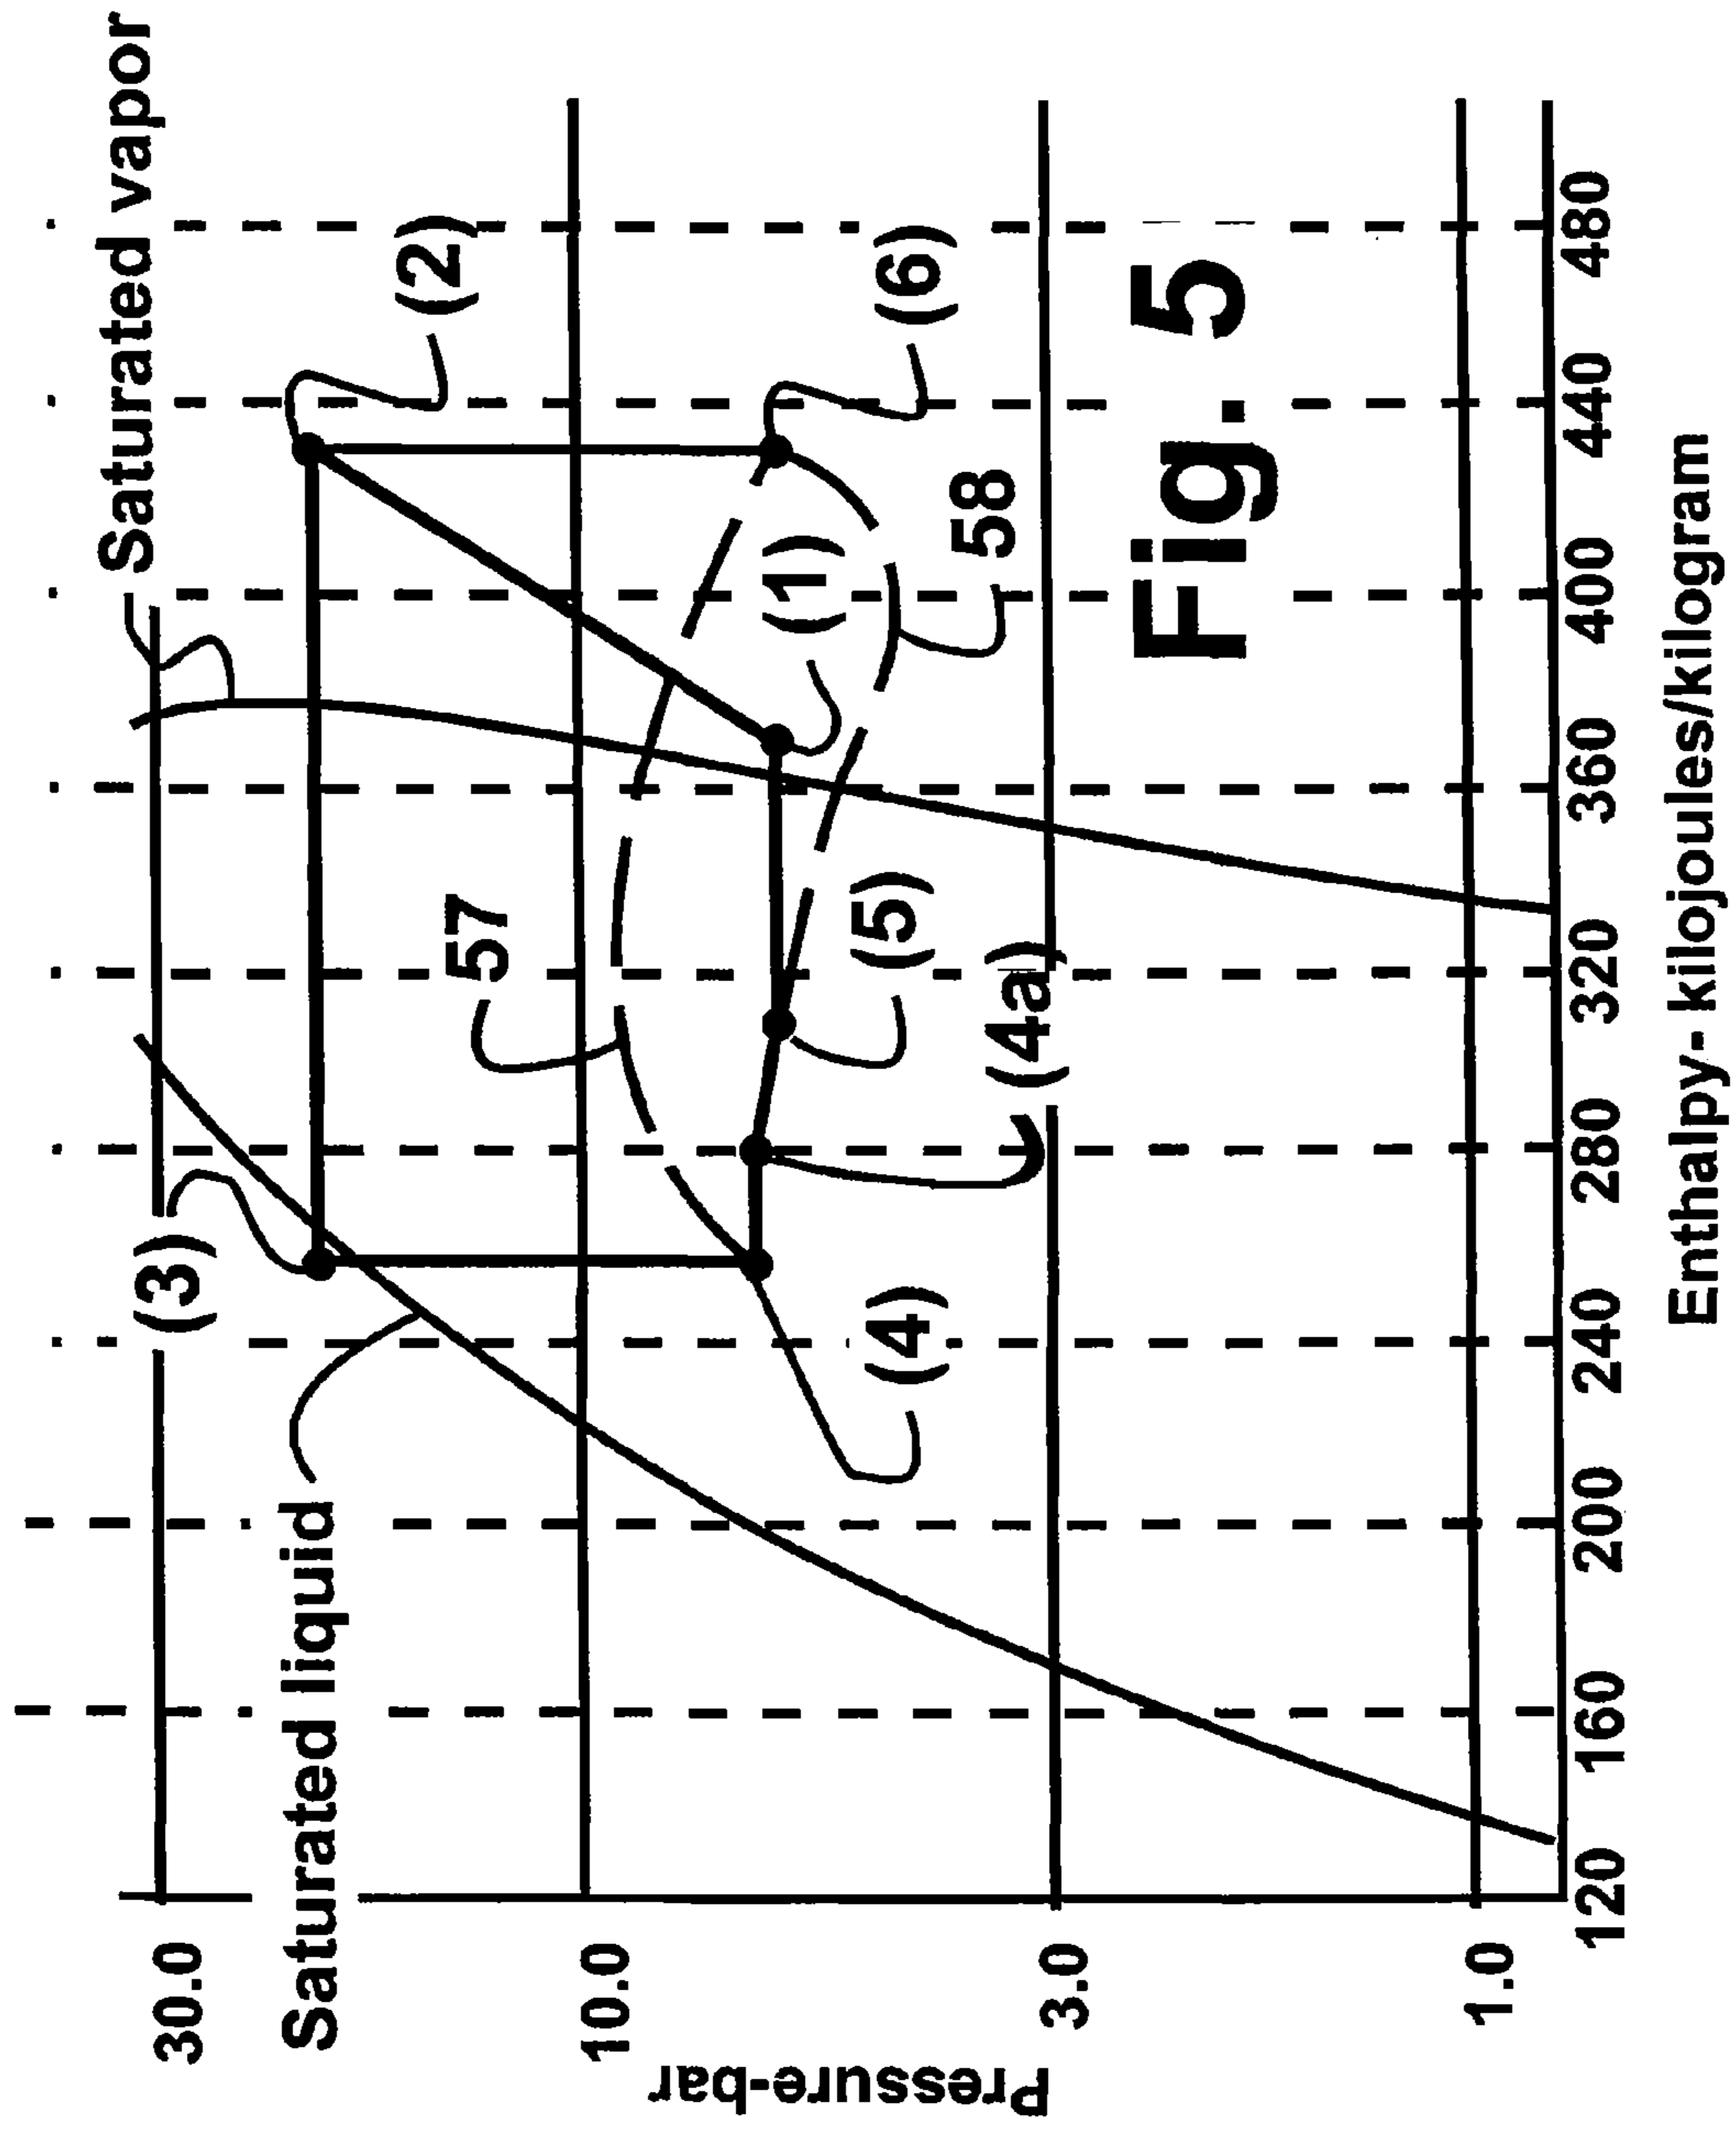 Saturated vapor
30.0
(3)
Saturated liquid
(2)
57
10.0
(1)
(6)
(5)
(4)
58
(4a)
3.0
Fig. 5
1.0
Pressure-bar
120 160 200 240 280 320 360 400 440 480
Enthalpy- kilojoules/kilogram